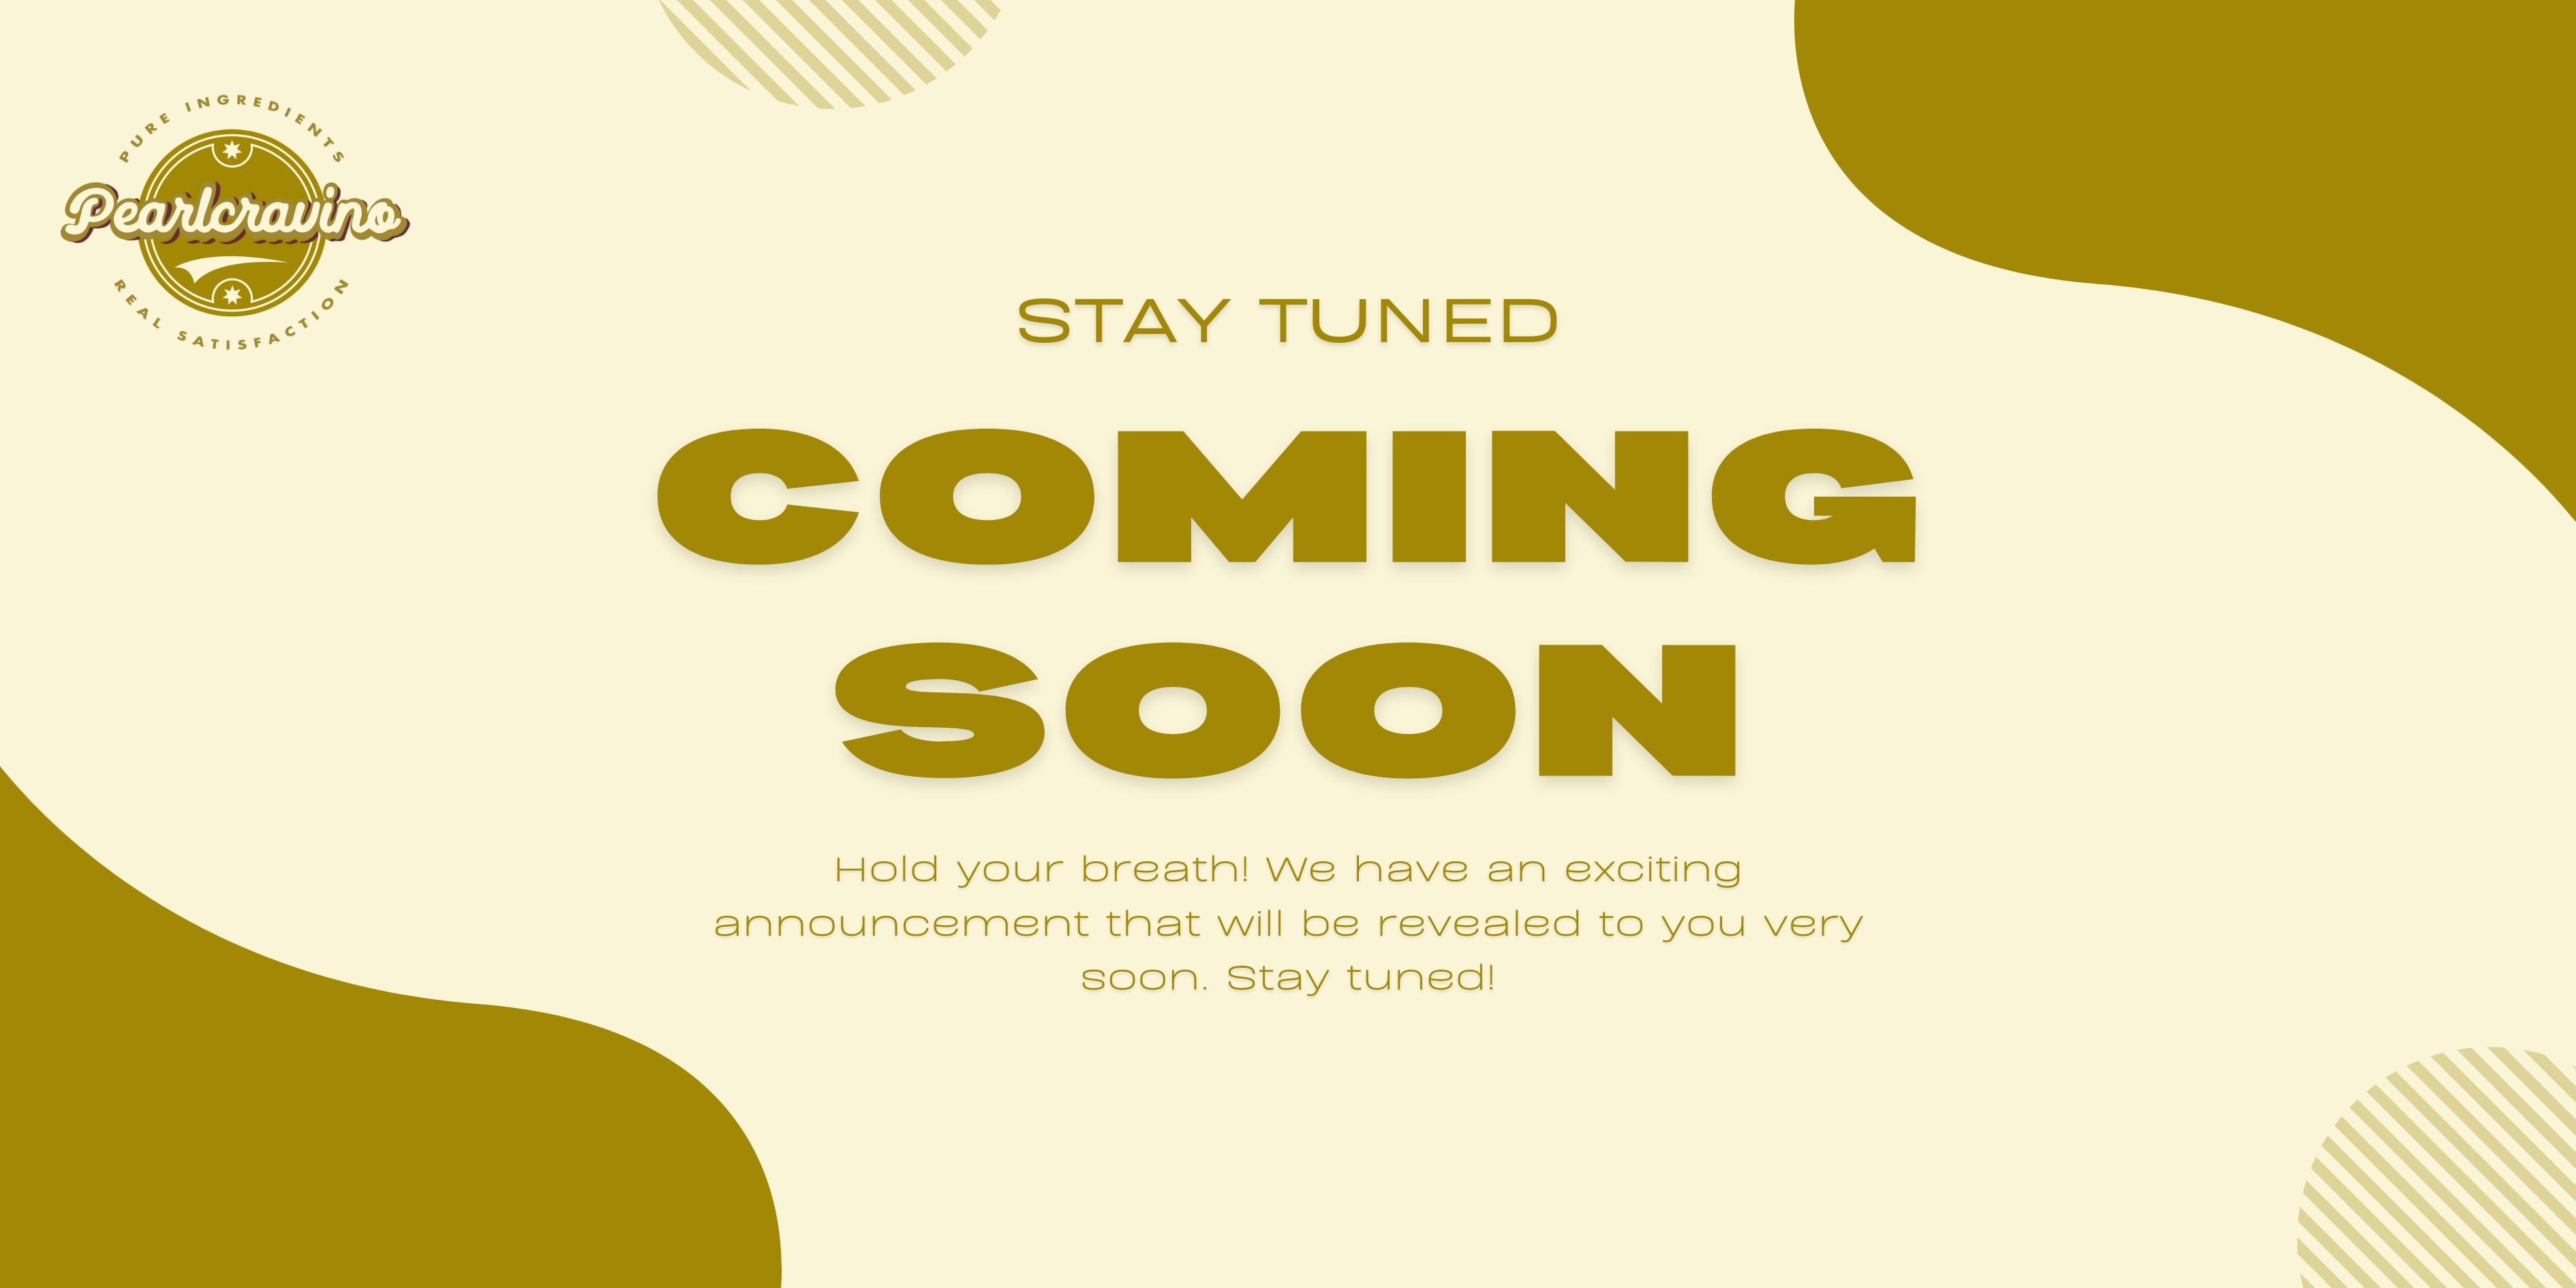 PURE INGREDIENTS
Pearlcravino
REAL SATISFACTION
STAY TUNED
COMING
SOON
Hold your breath! We have an exciting
announcement that will be revealed to you very
soon. Stay tuned!